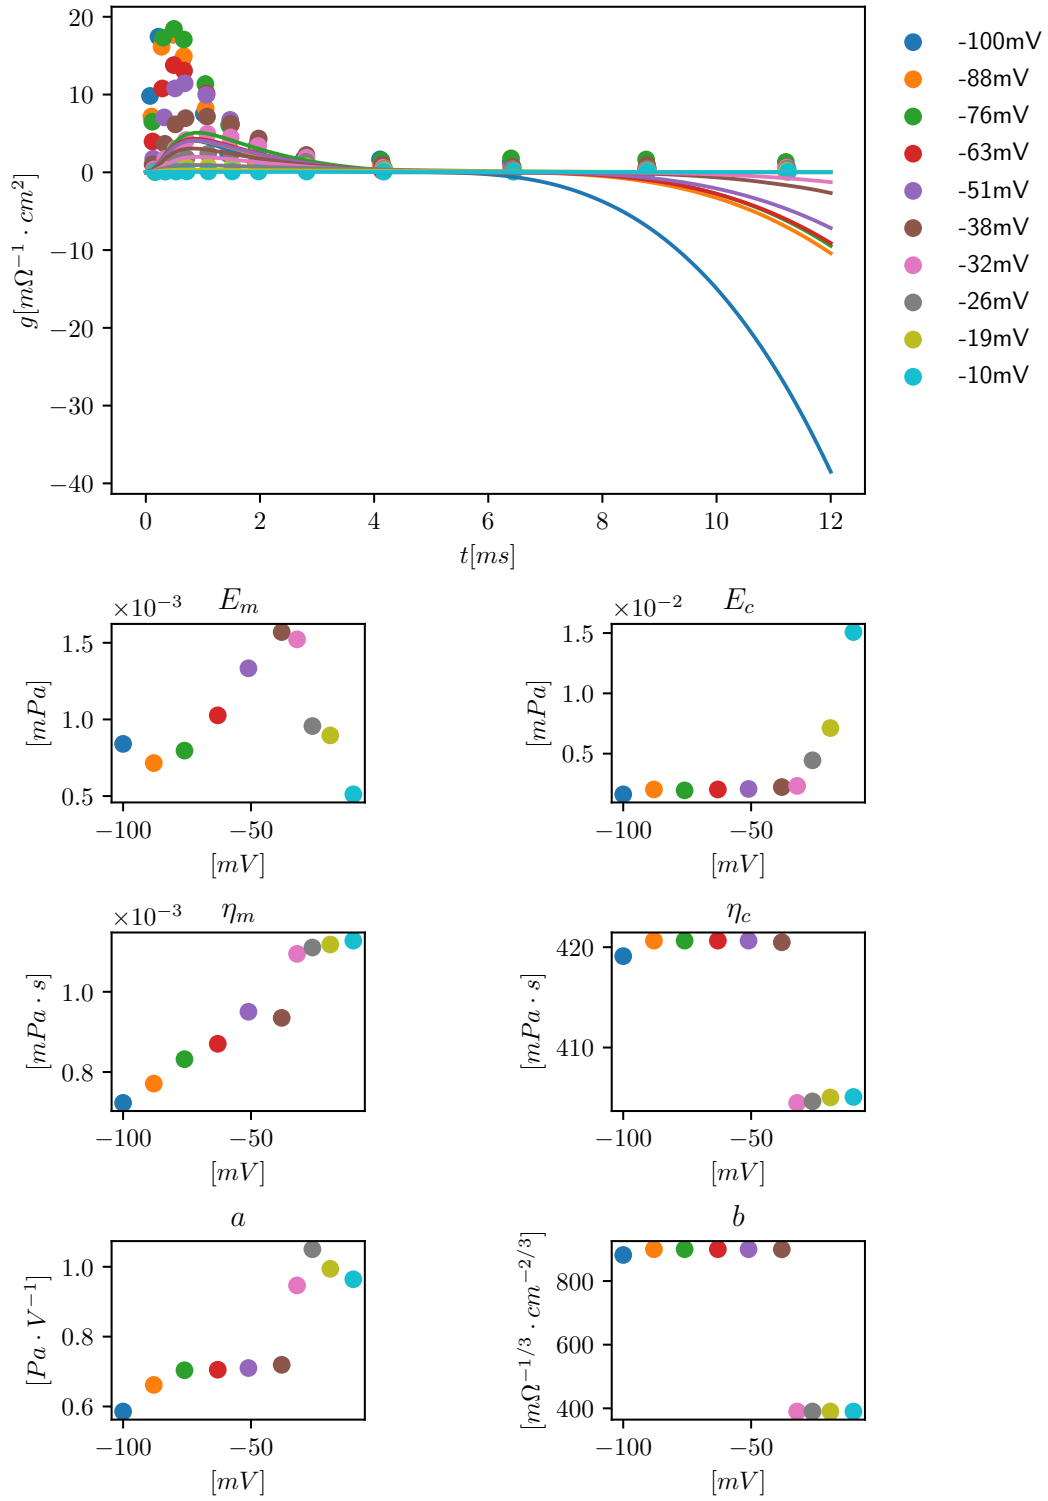 20
10
0
−10
−20
−30
−40
g[mΩ⁻¹ · cm²]
0 2 4 6 8 10 12
t[ms]
-100mV
-88mV
-76mV
-63mV
-51mV
-38mV
-32mV
-26mV
-19mV
-10mV
×10⁻³ E_m
1.5
1.0
0.5
[mPa]
−100 −50
[mV]
×10⁻² E_c
1.5
1.0
0.5
[mPa]
−100 −50
[mV]
×10⁻³ η_m
1.0
0.8
[mPa · s]
−100 −50
[mV]
η_c
420
410
[mPa · s]
−100 −50
[mV]
a
1.0
0.8
0.6
[Pa · V⁻¹]
−100 −50
[mV]
b
800
600
400
[mΩ⁻¹/³ · cm⁻²/³]
−100 −50
[mV]